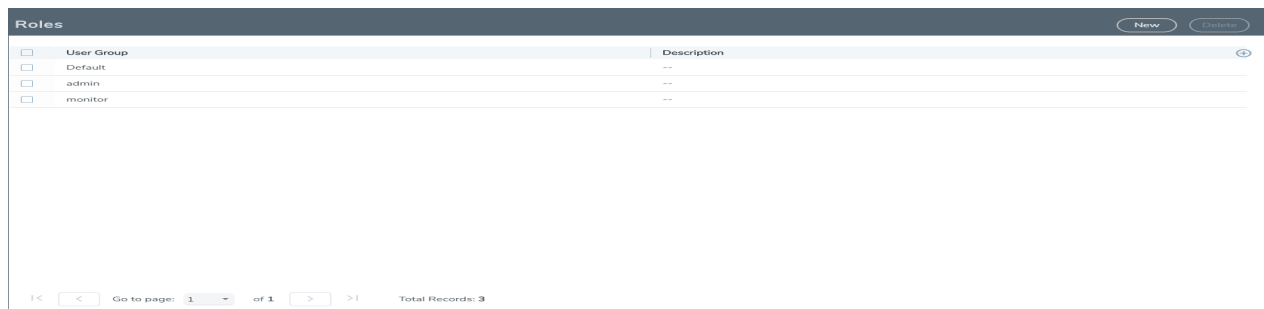 Roles New Delete
User Group Description
Default --
admin --
monitor --
|< < Go to page: 1 of 1 > >| Total Records: 3